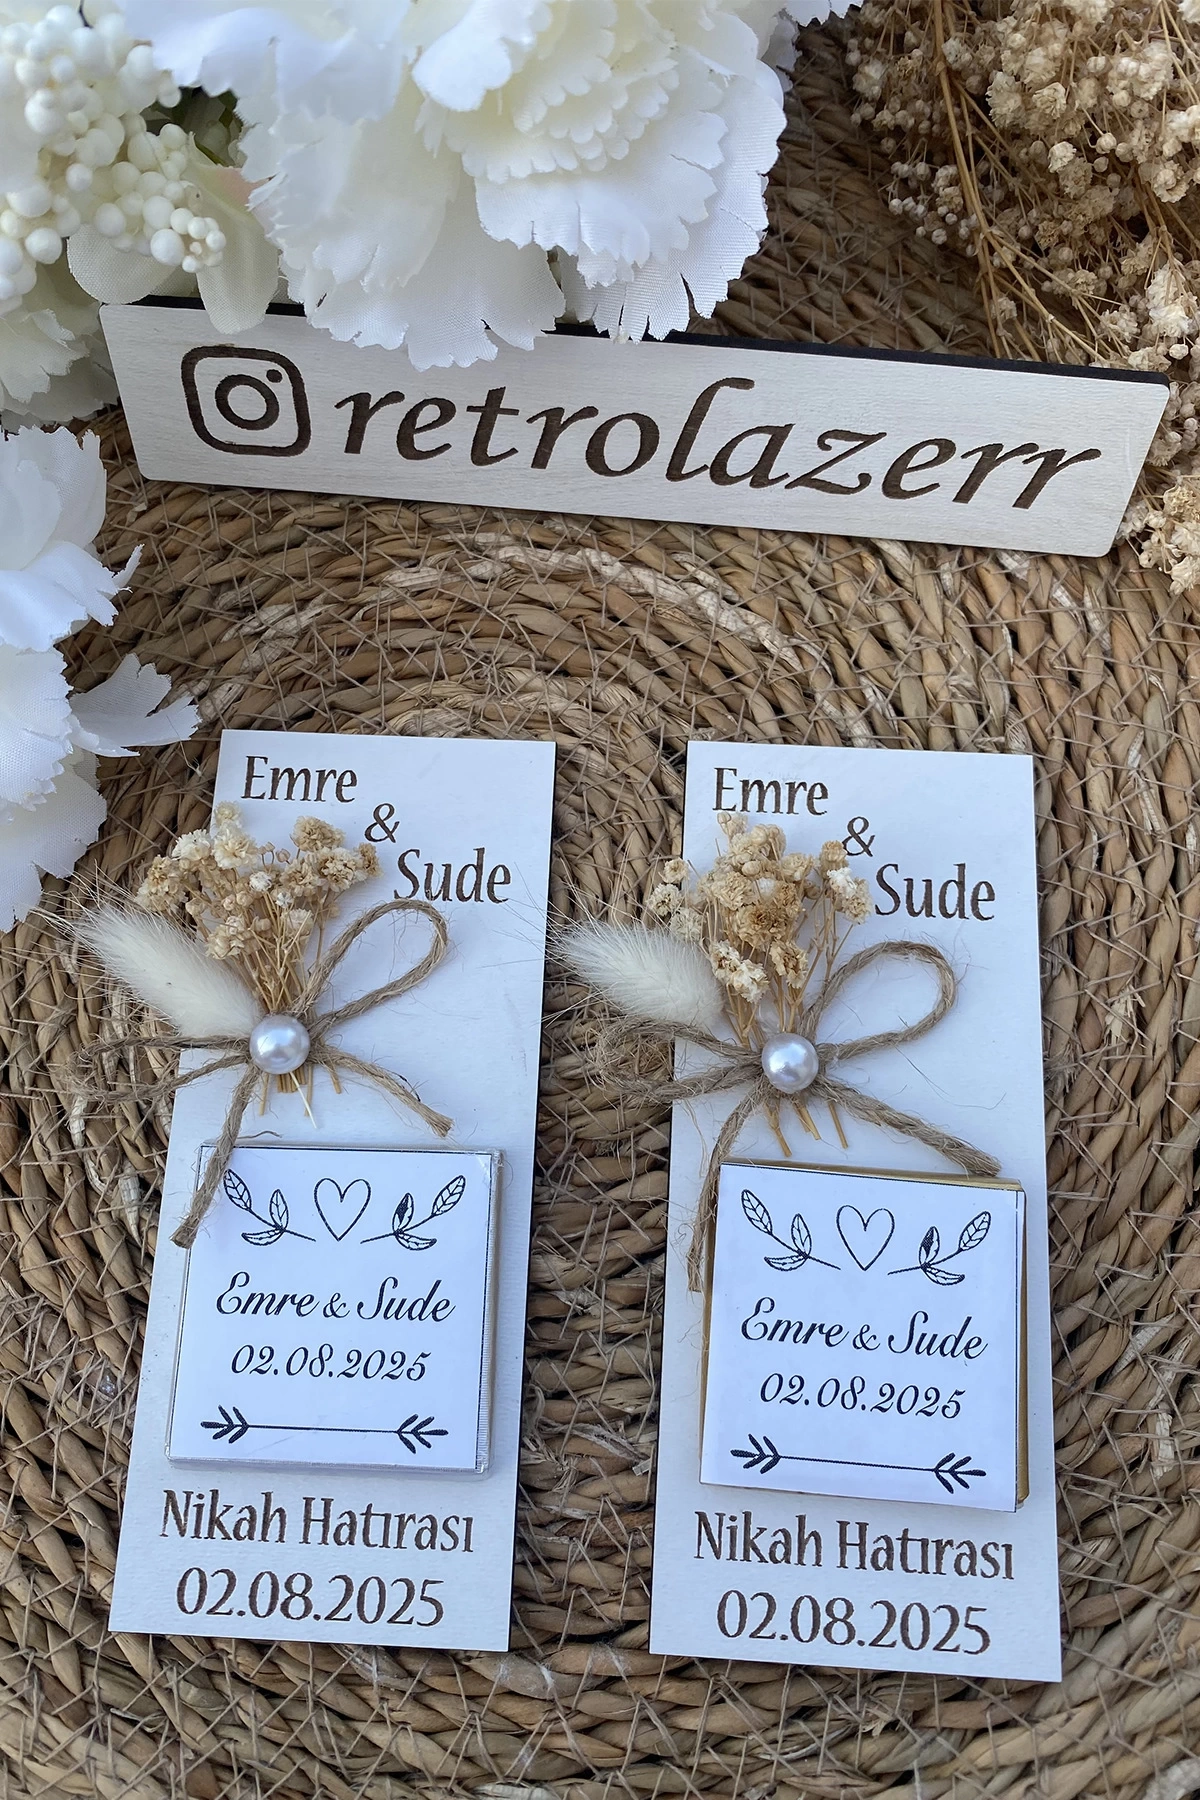 retrolazerr
Emre
&
Sude
Emre & Sude
02.08.2025
Nikah Hatırası
02.08.2025
Emre
&
Sude
Emre & Sude
02.08.2025
Nikah Hatırası
02.08.2025